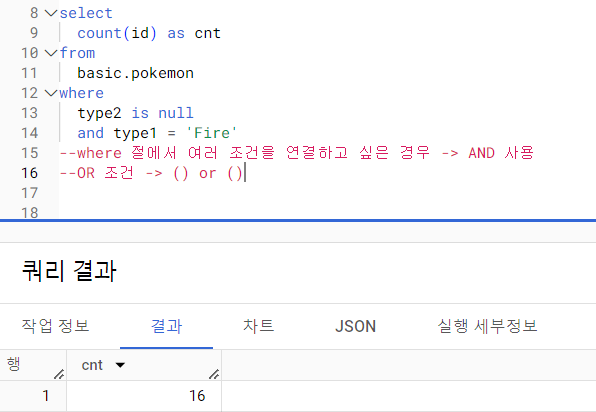 8 select
9 count(id) as cnt
10 from
11 basic.pokemon
12 where
13 type2 is null
14 and type1 = 'Fire'
15 --where 절에서 여러 조건을 연결하고 싶은 경우 -> AND 사용
16 --OR 조건 -> () or ()
17
18
쿼리 결과
작업 정보 결과 차트 JSON 실행 세부정보
행 cnt
1 16